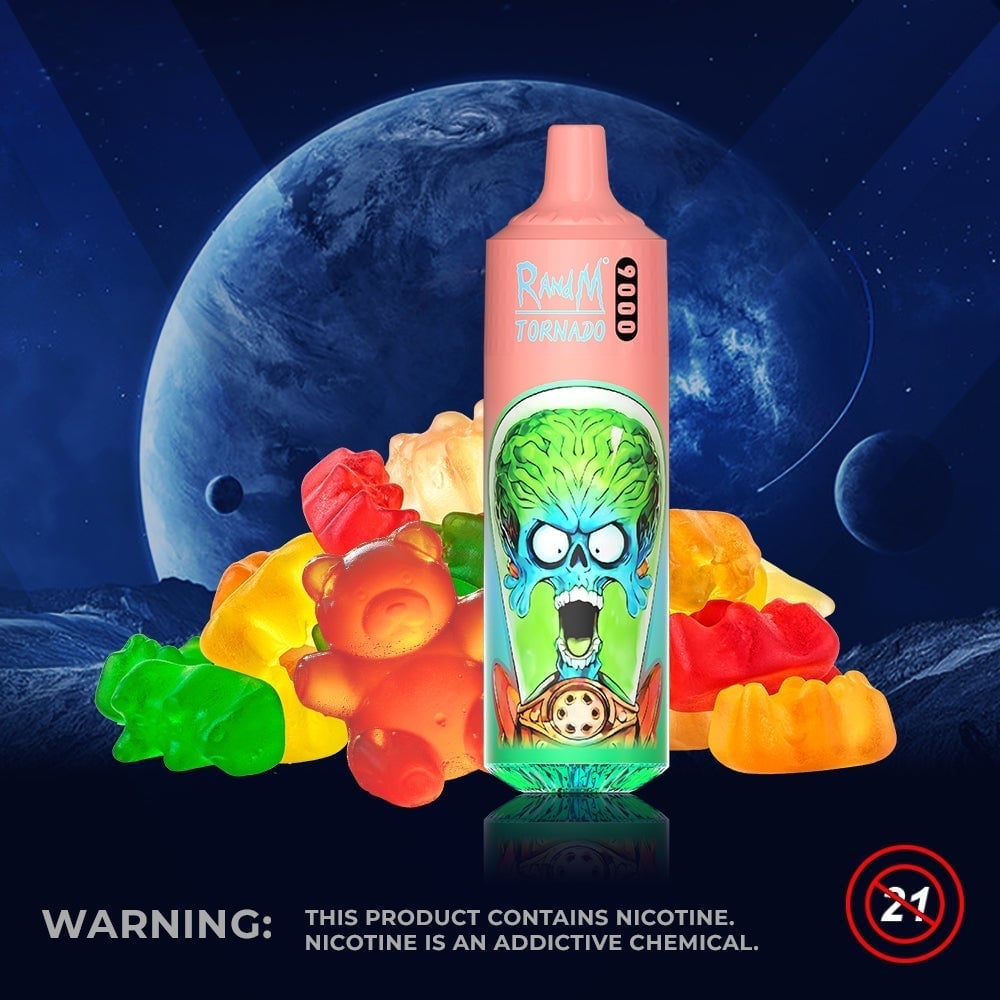 RandM
TORNADO
9000
WARNING:
THIS PRODUCT CONTAINS NICOTINE.
NICOTINE IS AN ADDICTIVE CHEMICAL.
21